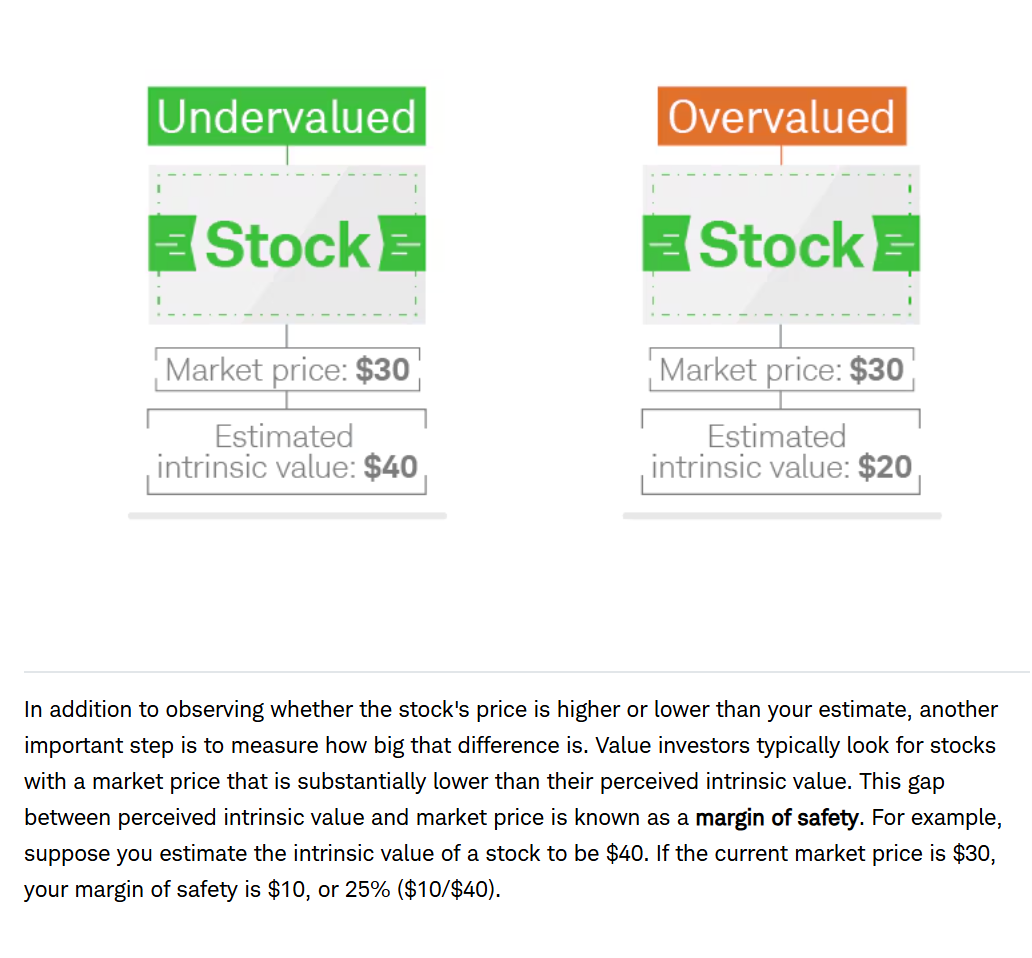 Undervalued
Stock
Market price: $30
Estimated
intrinsic value: $40
Overvalued
Stock
Market price: $30
Estimated
intrinsic value: $20
In addition to observing whether the stock's price is higher or lower than your estimate, another
important step is to measure how big that difference is. Value investors typically look for stocks
with a market price that is substantially lower than their perceived intrinsic value. This gap
between perceived intrinsic value and market price is known as a margin of safety. For example,
suppose you estimate the intrinsic value of a stock to be $40. If the current market price is $30,
your margin of safety is $10, or 25% ($10/$40).